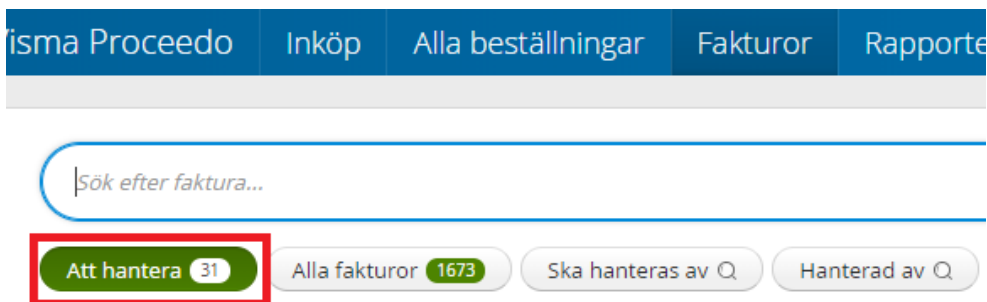 isma Proceedo Inköp Alla beställningar Fakturor Rapporte
Sök efter faktura...
Att hantera 31 Alla fakturor 1673 Ska hanteras av Hanterad av